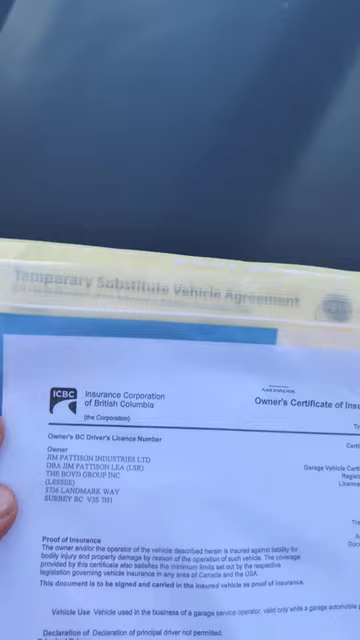 Temporary Substitute Vehicle Agreement
ICBC
Insurance Corporation
of British Columbia
(the Corporation)
PLACE STAPLE HERE
Owner's Certificate of Ins
Owner's BC Driver's Licence Number
Owner
JIM PATTISON INDUSTRIES LTD
DBA JIM PATTISON LEA (LSR)
THE BOYD GROUP INC
(LESSEE)
5726 LANDMARK WAY
SURREY BC V3S 7H1
Garage Vehicle Certi
Regist
Licence
Proof of Insurance
The owner and/or the operator of the vehicle described herein is insured against liability for
bodily injury and property damage by reason of the operation of such vehicle. The coverage
provided by this certificate also satisfies the minimum limits set out by the respective
legislation governing vehicle insurance in any area of Canada and the USA.
This document is to be signed and carried in the insured vehicle as proof of insurance.
Vehicle Use Vehicle used in the business of a garage service operator, valid only while a garage automobile p
Declaration of Declaration of principal driver not permitted.